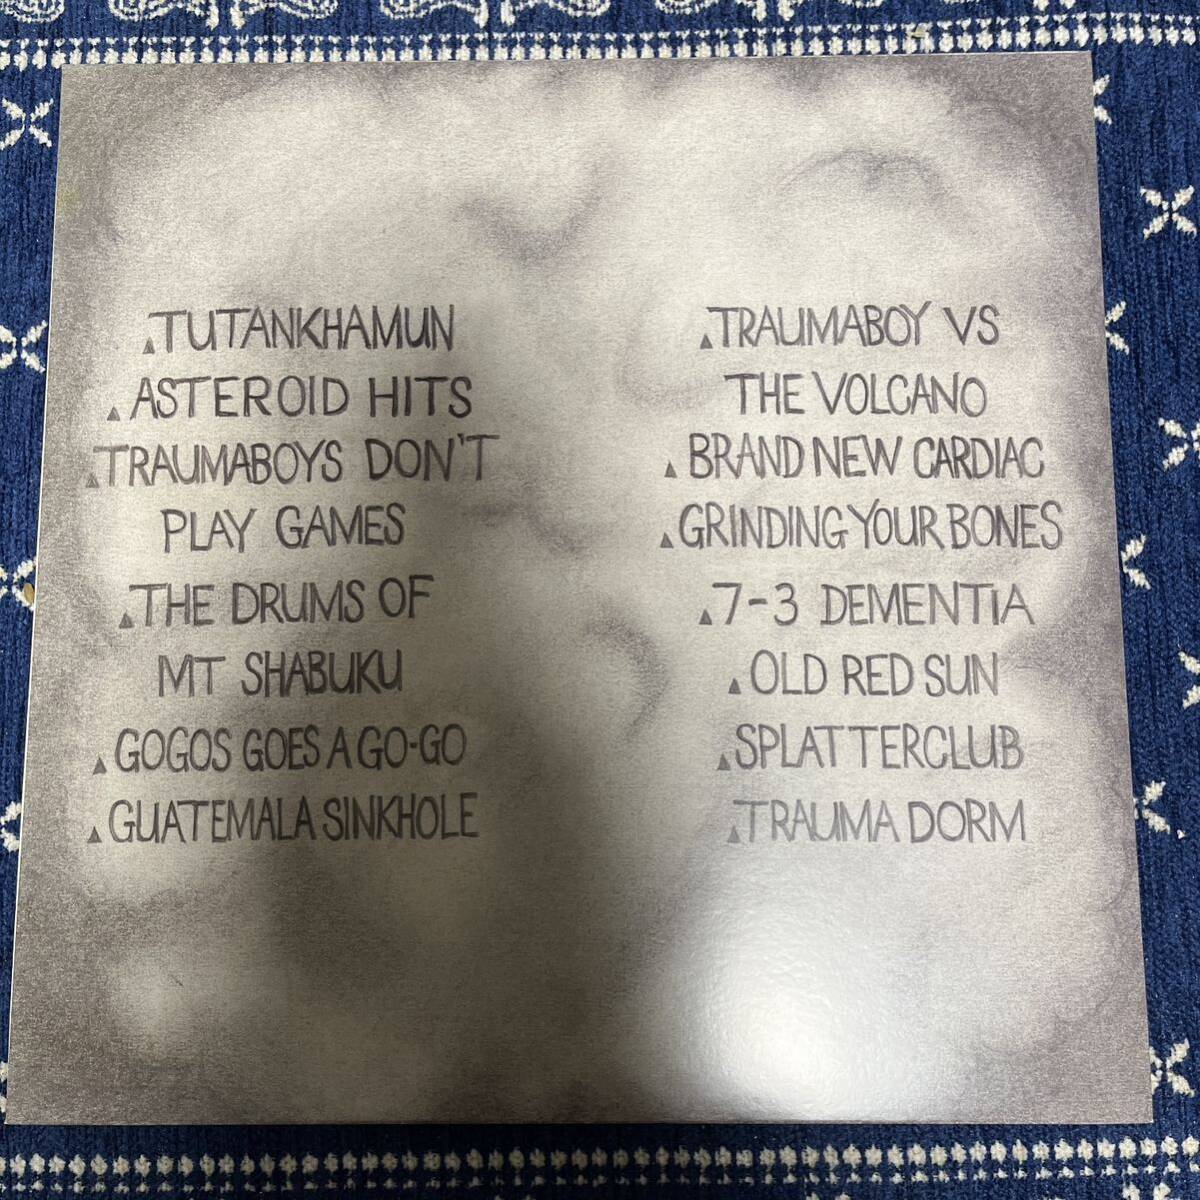 ▲TUTANKHAMUN
▲ASTEROID HITS
▲TRAUMABOYS DON'T
PLAY GAMES
▲THE DRUMS OF
MT SHABUKU
▲GOGOS GOES A GO-GO
▲GUATEMALA SINKHOLE
▲TRAUMABOY VS
THE VOLCANO
▲BRAND NEW CARDIAC
▲GRINDING YOUR BONES
▲7-3 DEMENTiA
▲OLD RED SUN
▲SPLATTERCLUB
▲TRAUMA DORM